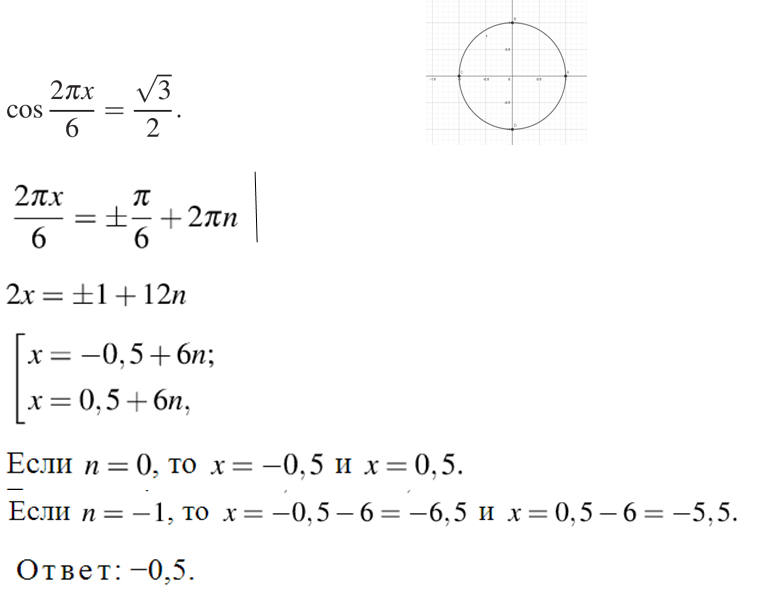 cos 2πx/6 = √3/2.
2πx/6 = ±π/6 + 2πn |
2x = ±1 + 12n
[ x = −0,5 + 6n;
x = 0,5 + 6n,
Если n = 0, то x = −0,5 и x = 0,5.
Если n = −1, то x = −0,5 − 6 = −6,5 и x = 0,5 − 6 = −5,5.
Ответ: −0,5.